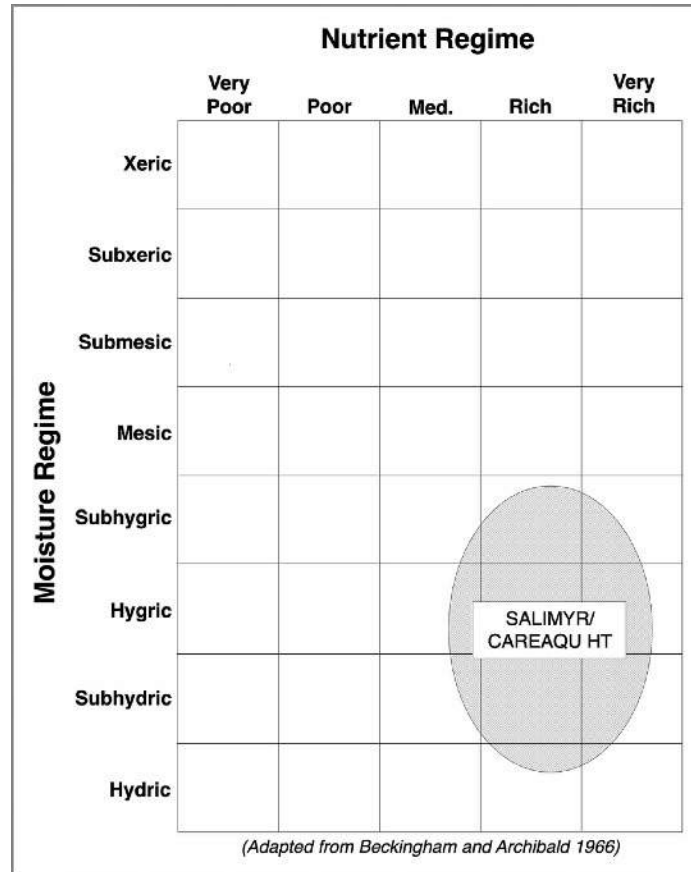 Nutrient Regime
Very
Poor
Poor
Med.
Rich
Very
Rich
Moisture Regime
Xeric
Subxeric
Submesic
Mesic
Subhygric
Hygric
Subhydric
Hydric
SALIMYR/
CAREAQU HT
(Adapted from Beckingham and Archibald 1966)